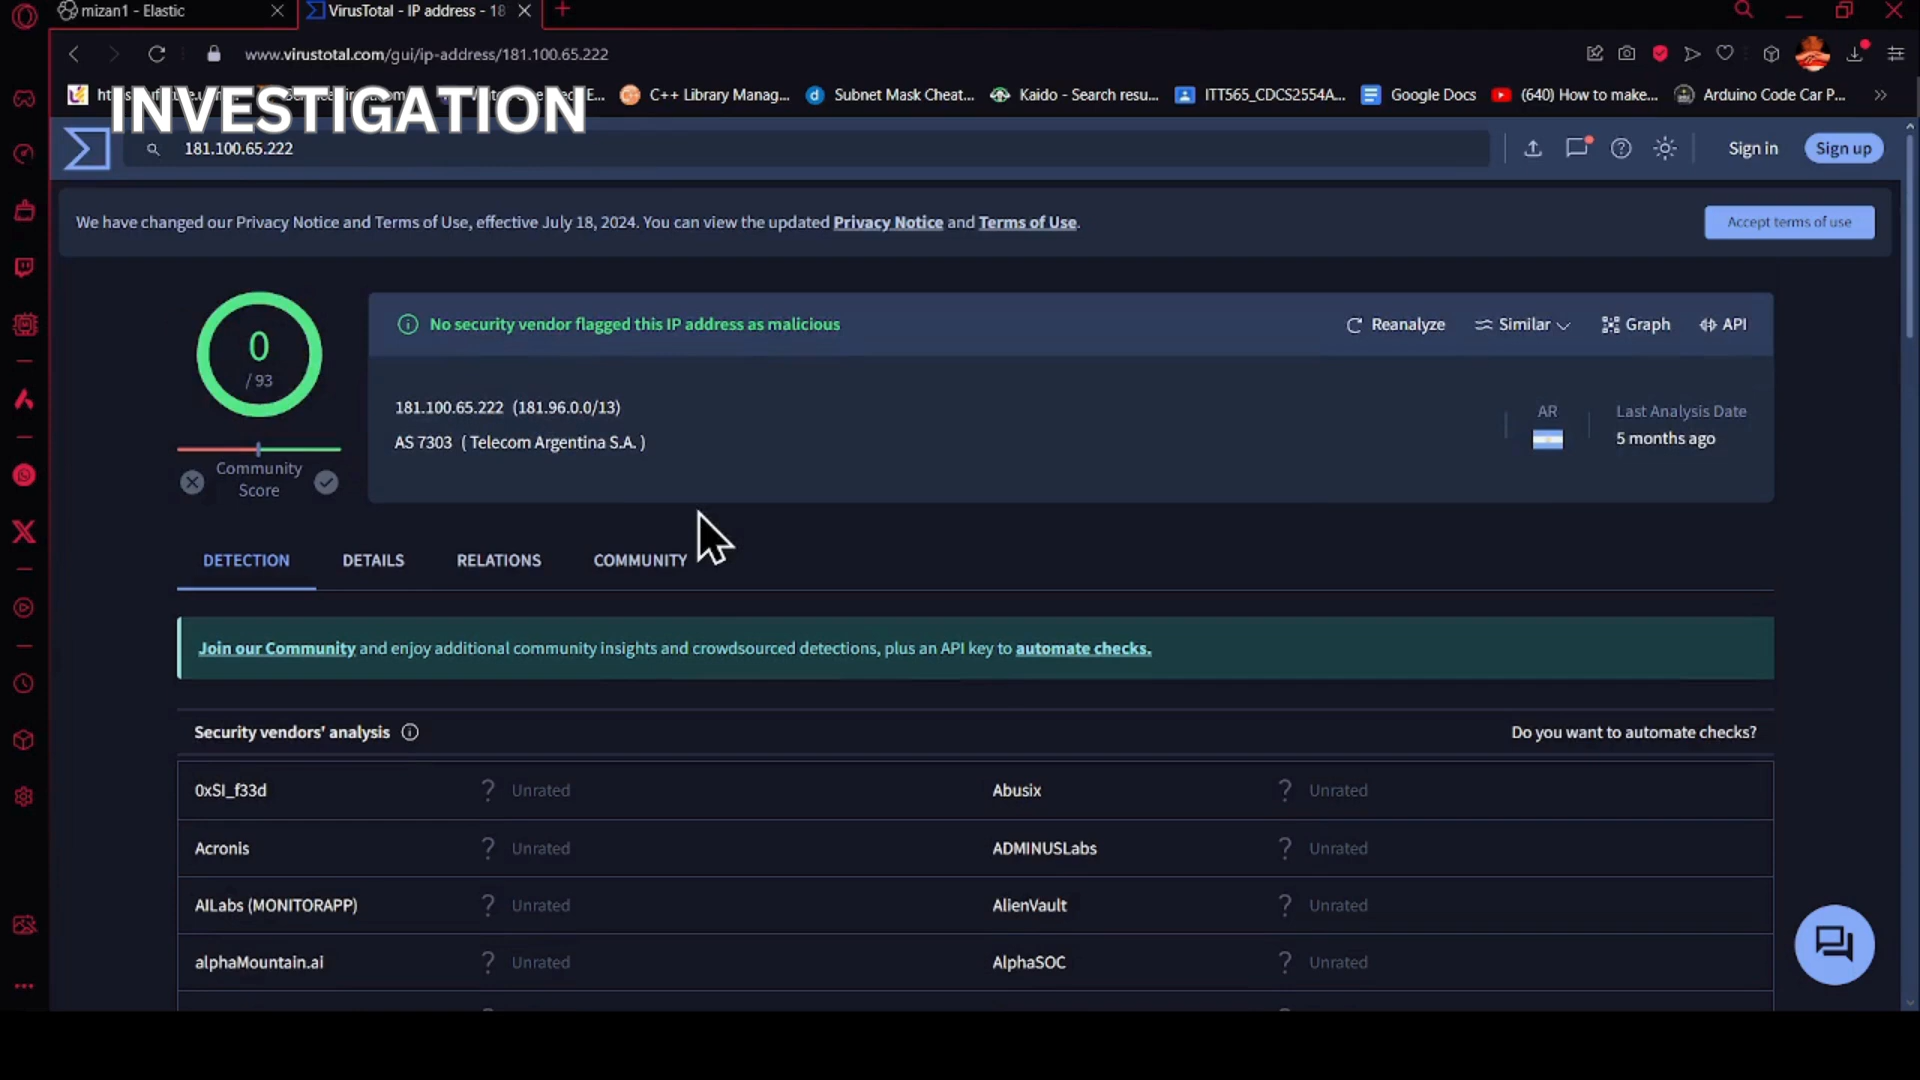 mizan1 - Elastic
VirusTotal - IP address - 18
www.virustotal.com/gui/ip-address/181.100.65.222
C++ Library Manag...
Subnet Mask Cheat...
Kaido - Search resu...
ITT565_CDCS2554A...
Google Docs
(640) How to make...
Arduino Code Car P...
INVESTIGATION
181.100.65.222
Sign in
Sign up
We have changed our Privacy Notice and Terms of Use, effective July 18, 2024. You can view the updated Privacy Notice and Terms of Use.
Accept terms of use
0
/ 93
Community
Score
No security vendor flagged this IP address as malicious
Reanalyze
Similar
Graph
API
181.100.65.222 (181.96.0.0/13)
AS 7303 ( Telecom Argentina S.A. )
AR
Last Analysis Date
5 months ago
DETECTION
DETAILS
RELATIONS
COMMUNITY
Join our Community and enjoy additional community insights and crowdsourced detections, plus an API key to automate checks.
Security vendors' analysis
Do you want to automate checks?
0xSI_f33d
Unrated
Abusix
Unrated
Acronis
Unrated
ADMINUSLabs
Unrated
AILabs (MONITORAPP)
Unrated
AlienVault
Unrated
alphaMountain.ai
Unrated
AlphaSOC
Unrated